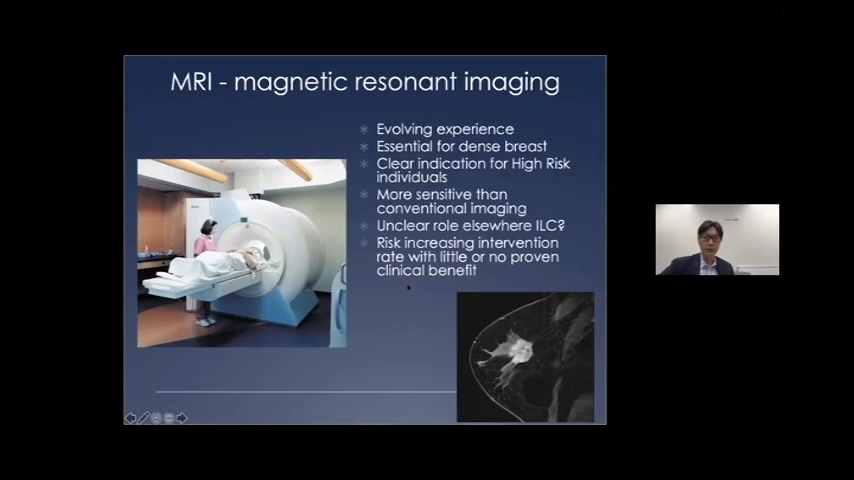 MRI - magnetic resonant imaging
Evolving experience
Essential for dense breast
Clear indication for High Risk
individuals
More sensitive than
conventional imaging
Unclear role elsewhere ILC?
Risk increasing intervention
rate with little or no proven
clinical benefit